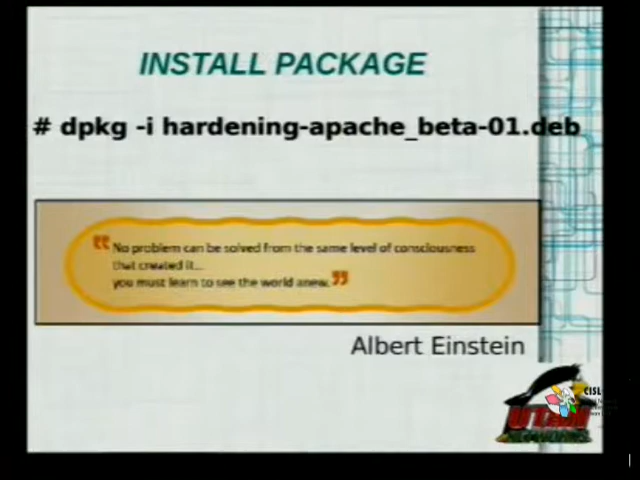 INSTALL PACKAGE
# dpkg -i hardening-apache_beta-01.deb
“ No problem can be solved from the same level of consciousness
that created it...
you must learn to see the world anew. ”
Albert Einstein
CISL